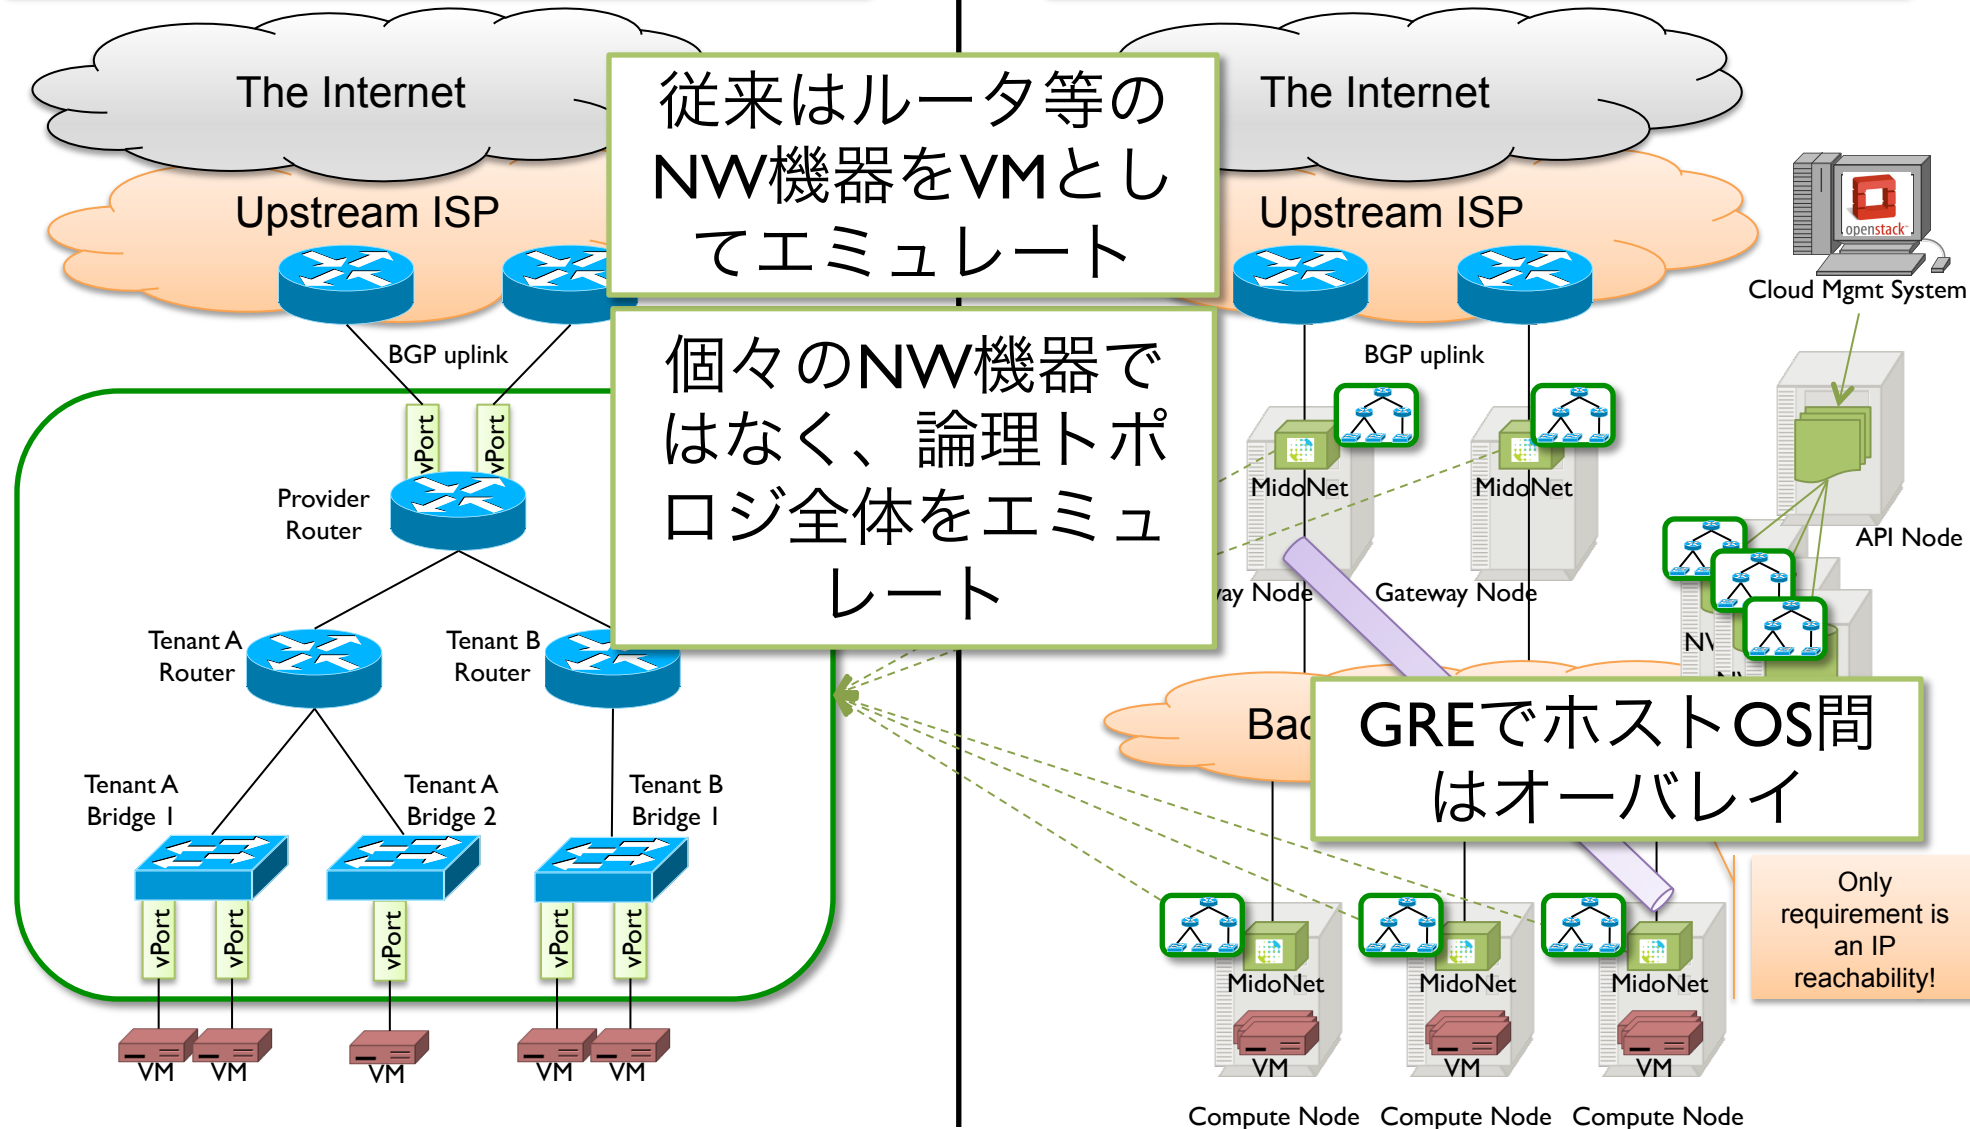 The Internet
Upstream ISP
BGP uplink
vPort
vPort
Provider
Router
Tenant A
Router
Tenant B
Router
Tenant A
Bridge 1
Tenant A
Bridge 2
Tenant B
Bridge 1
vPort
vPort
vPort
vPort
vPort
VM
VM
VM
VM
VM
従来はルータ等の
NW機器をVMとし
てエミュレート
個々のNW機器で
はなく、論理トポ
ロジ全体をエミュ
レート
The Internet
Upstream ISP
openstack
Cloud Mgmt System
BGP uplink
MidoNet
MidoNet
API Node
Node
Gateway Node
GREでホストOS間
はオーバレイ
Only
requirement is
an IP
reachability!
MidoNet
MidoNet
MidoNet
VM
VM
VM
Compute Node
Compute Node
Compute Node